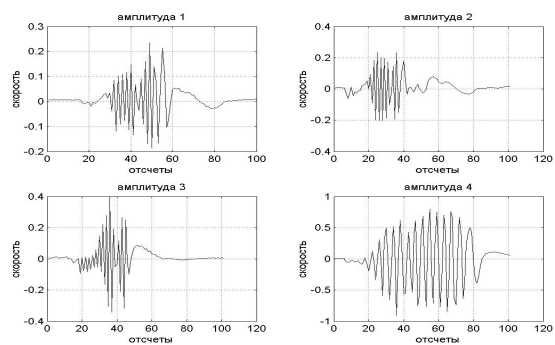 амплитуда 1
скорость
0.3
0.2
0.1
0
-0.1
-0.2
0 20 40 60 80 100
отсчеты
амплитуда 2
скорость
0.4
0.2
0
-0.2
-0.4
0 20 40 60 80 100 120
отсчеты
амплитуда 3
скорость
0.4
0.2
0
-0.2
-0.4
0 20 40 60 80 100 120
отсчеты
амплитуда 4
скорость
1
0.5
0
-0.5
-1
0 20 40 60 80 100 120
отсчеты